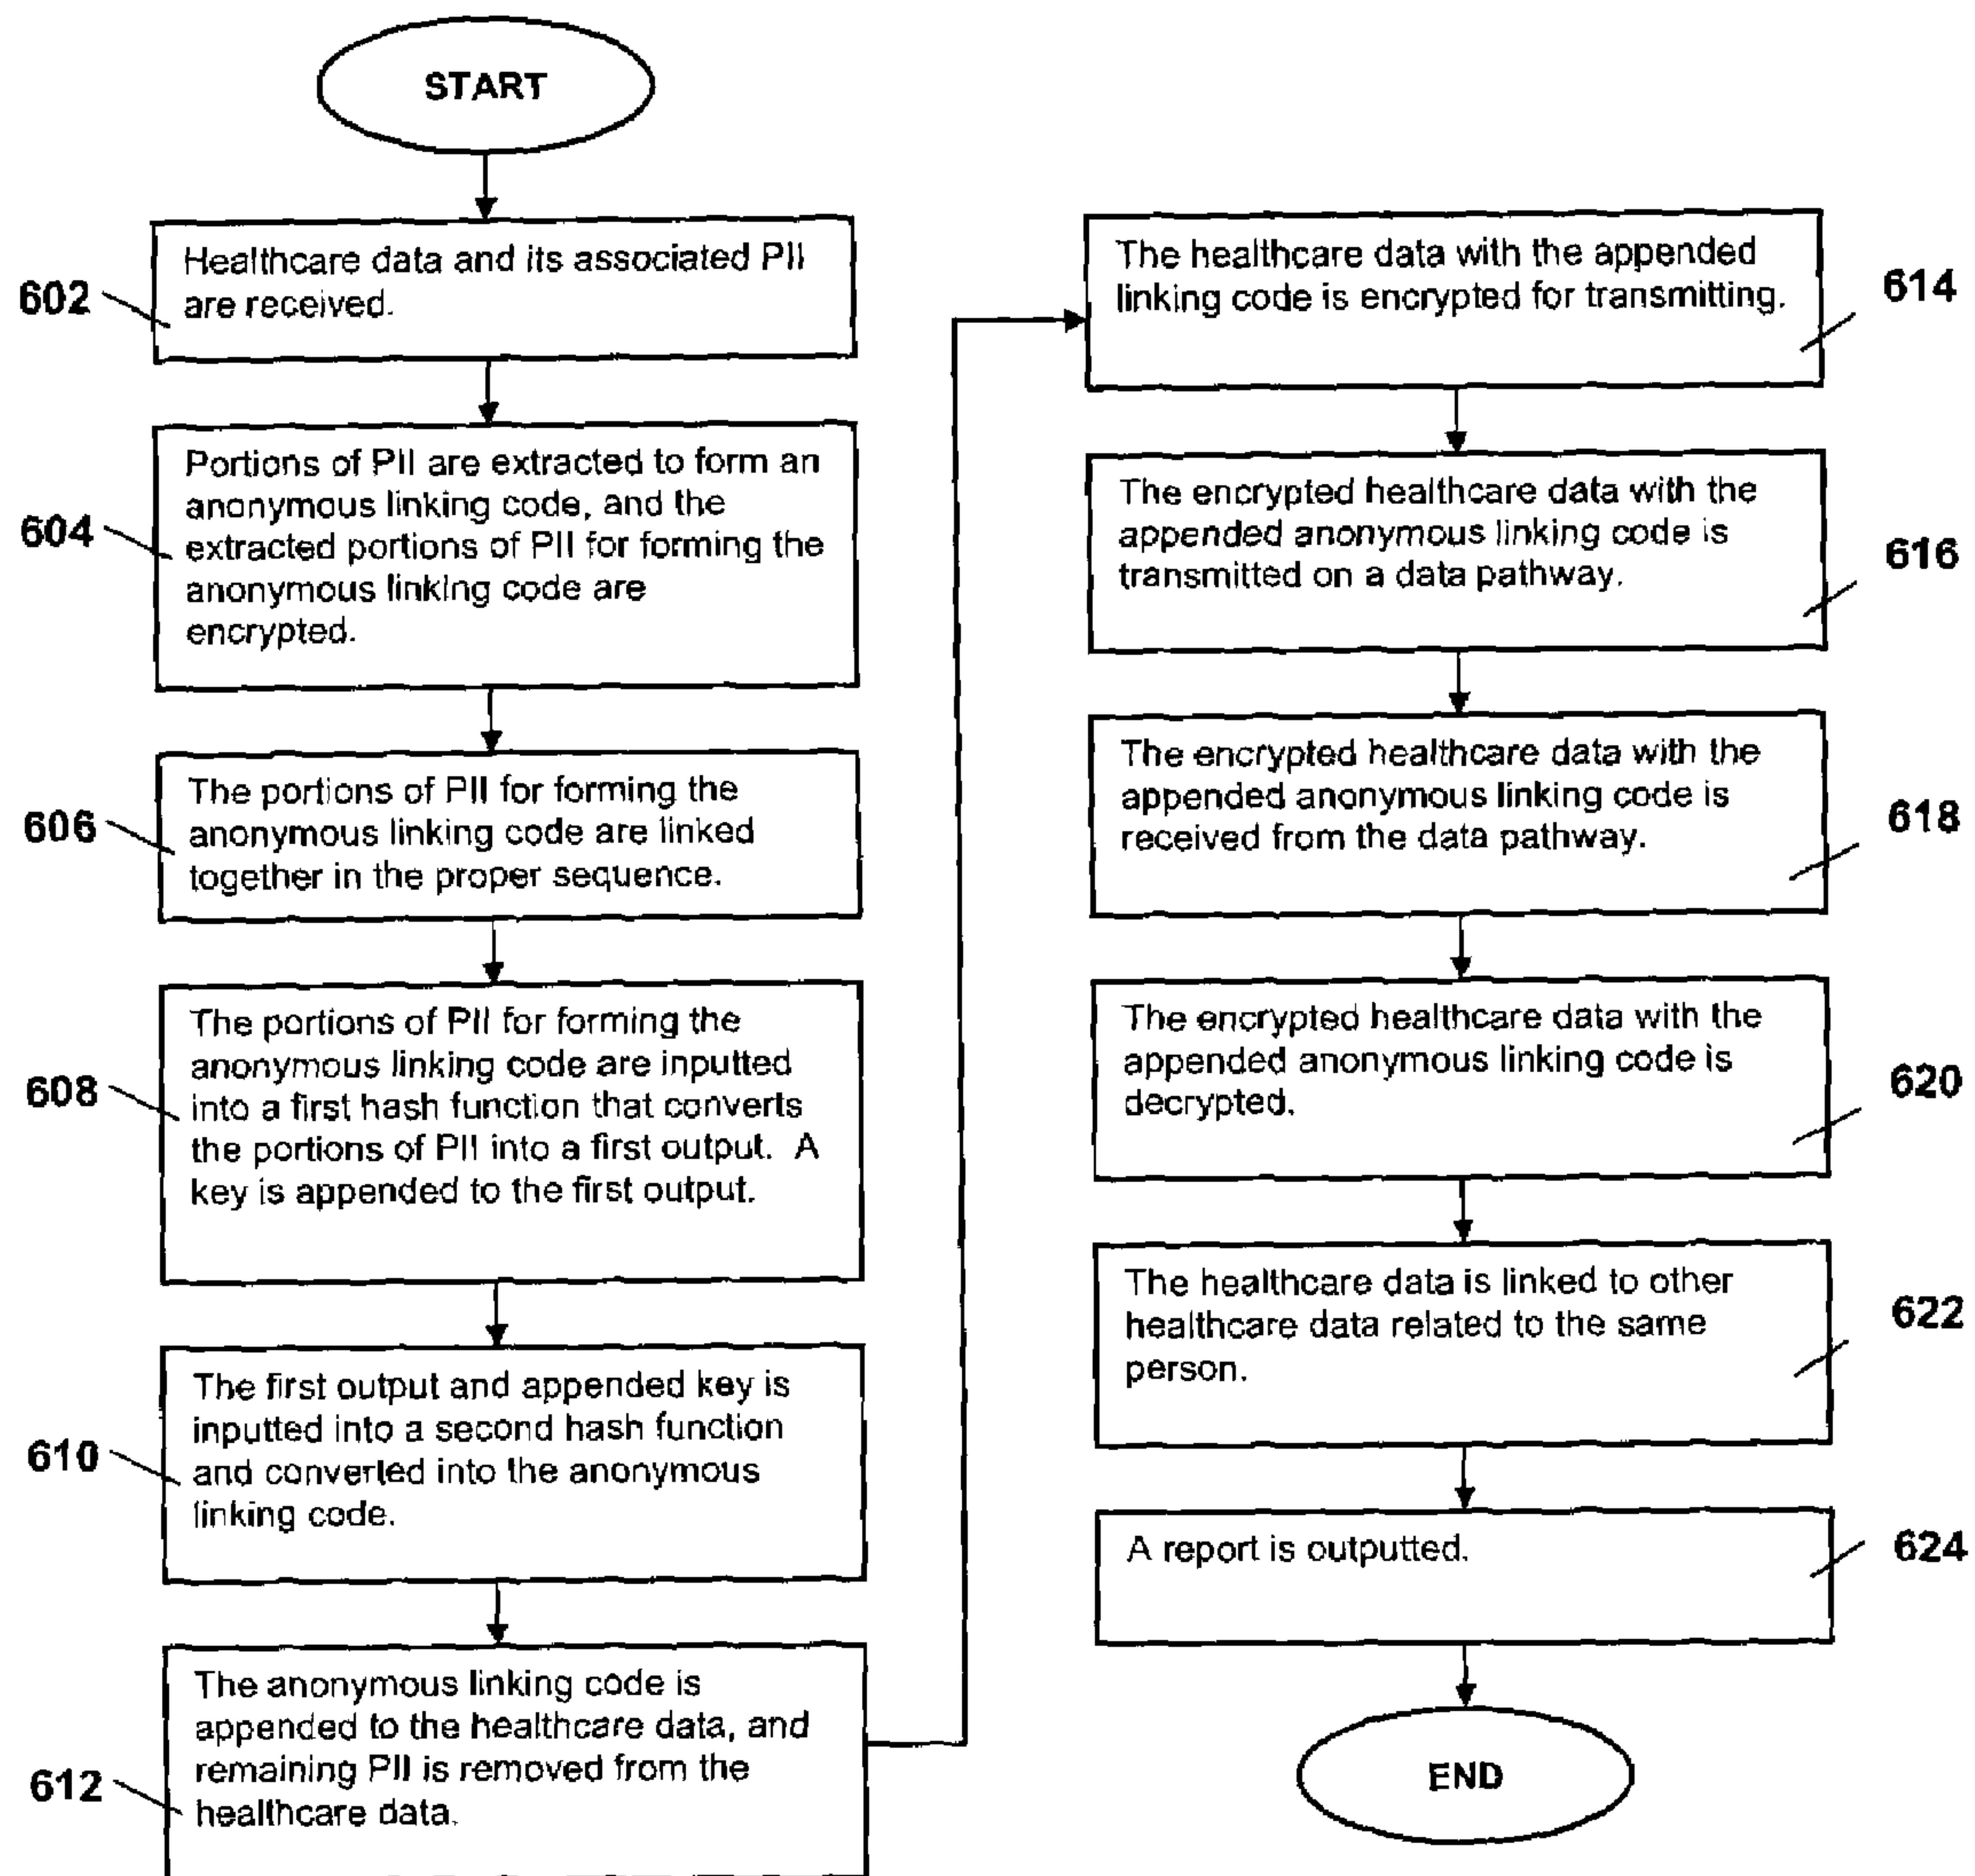 START
602
Healthcare data and its associated PII
are received.
604
Portions of PII are extracted to form an
anonymous linking code, and the
extracted portions of PII for forming the
anonymous linking code are
encrypted.
606
The portions of PII for forming the
anonymous linking code are linked
together in the proper sequence.
608
The portions of PII for forming the
anonymous linking code are inputted
into a first hash function that converts
the portions of PII into a first output. A
key is appended to the first output.
610
The first output and appended key is
inputted into a second hash function
and converted into the anonymous
linking code.
612
The anonymous linking code is
appended to the healthcare data, and
remaining PII is removed from the
healthcare data.
The healthcare data with the appended
linking code is encrypted for transmitting.
614
The encrypted healthcare data with the
appended anonymous linking code is
transmitted on a data pathway.
616
The encrypted healthcare data with the
appended anonymous linking code is
received from the data pathway.
618
The encrypted healthcare data with the
appended anonymous linking code is
decrypted.
620
The healthcare data is linked to other
healthcare data related to the same
person.
622
A report is outputted.
624
END